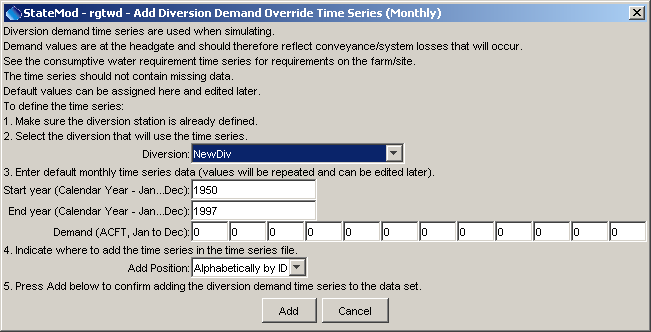 StateMod - rgtwd - Add Diversion Demand Override Time Series (Monthly)
Diversion demand time series are used when simulating.
Demand values are at the headgate and should therefore reflect conveyance/system losses that will occur.
See the consumptive water requirement time series for requirements on the farm/site.
The time series should not contain missing data.
Default values can be assigned here and edited later.
To define the time series:
1. Make sure the diversion station is already defined.
2. Select the diversion that will use the time series.
Diversion: NewDiv
3. Enter default monthly time series data (values will be repeated and can be edited later).
Start year (Calendar Year - Jan...Dec): 1950
End year (Calendar Year - Jan...Dec): 1997
Demand (ACFT, Jan to Dec): 0 0 0 0 0 0 0 0 0 0 0 0
4. Indicate where to add the time series in the time series file.
Add Position: Alphabetically by ID
5. Press Add below to confirm adding the diversion demand time series to the data set.
Add Cancel